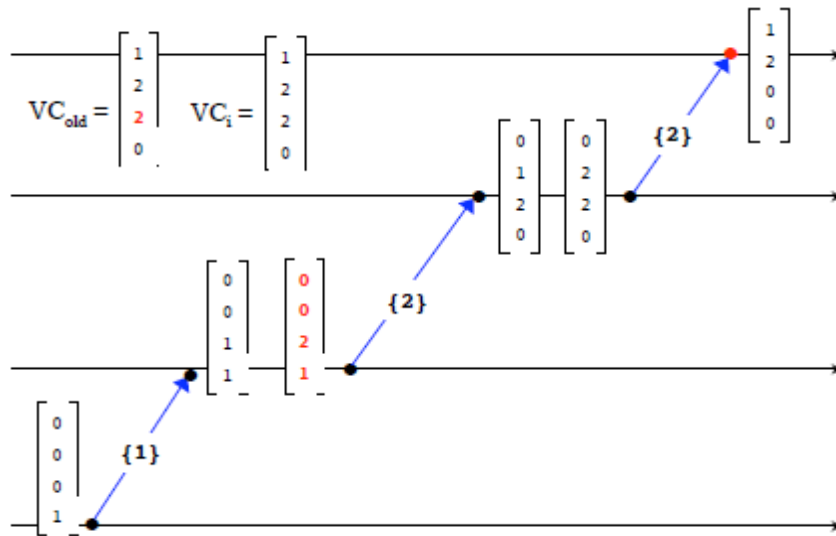 VC_old = [1 2 2 0]
VC_i = [1 2 2 0]
[1 2 0 0]
{2}
[0 1 2 0]
[0 2 2 0]
{2}
[0 0 1 1]
[0 0 2 1]
{1}
[0 0 0 1]